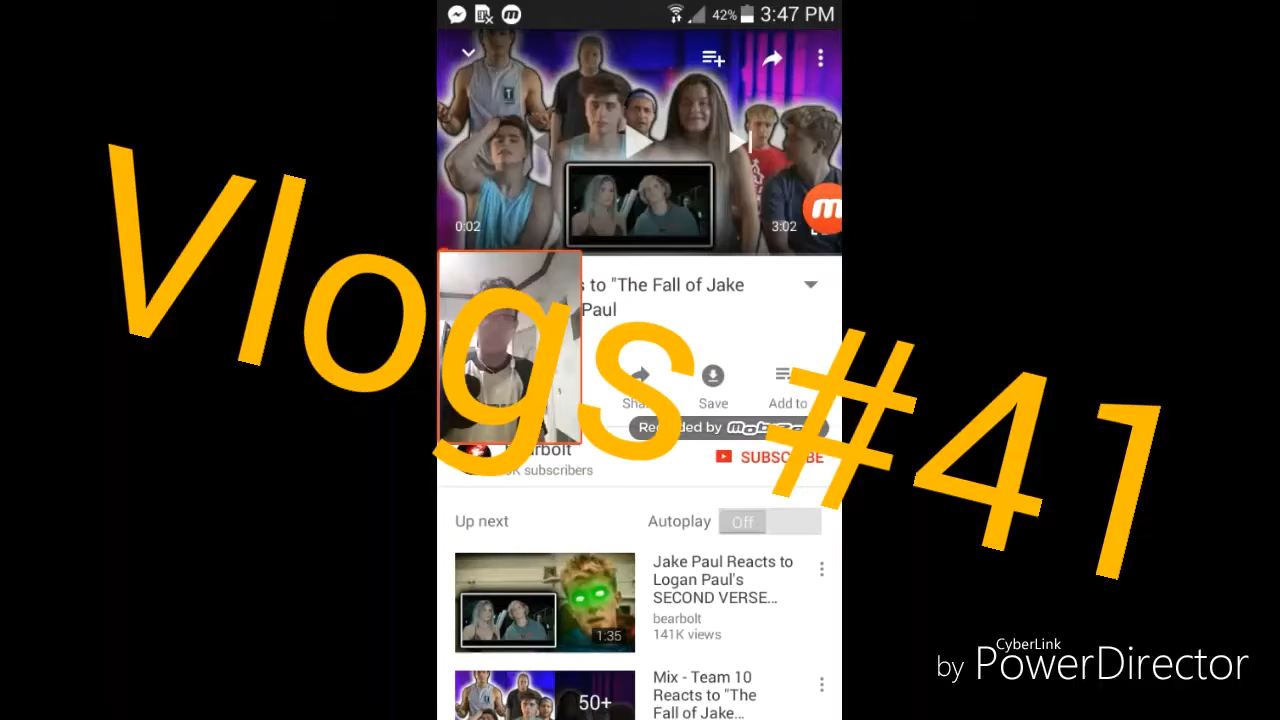 42% 3:47 PM
0:02
3:02
s to "The Fall of Jake
Paul
Save
Add to
Recorded by
SUBSCRIBE
subscribers
Vlogs #41
Up next
Autoplay Off
Jake Paul Reacts to
Logan Paul's
SECOND VERSE...
bearbolt
141K views
1:35
Mix - Team 10
Reacts to "The
Fall of Jake...
50+
CyberLink
by PowerDirector